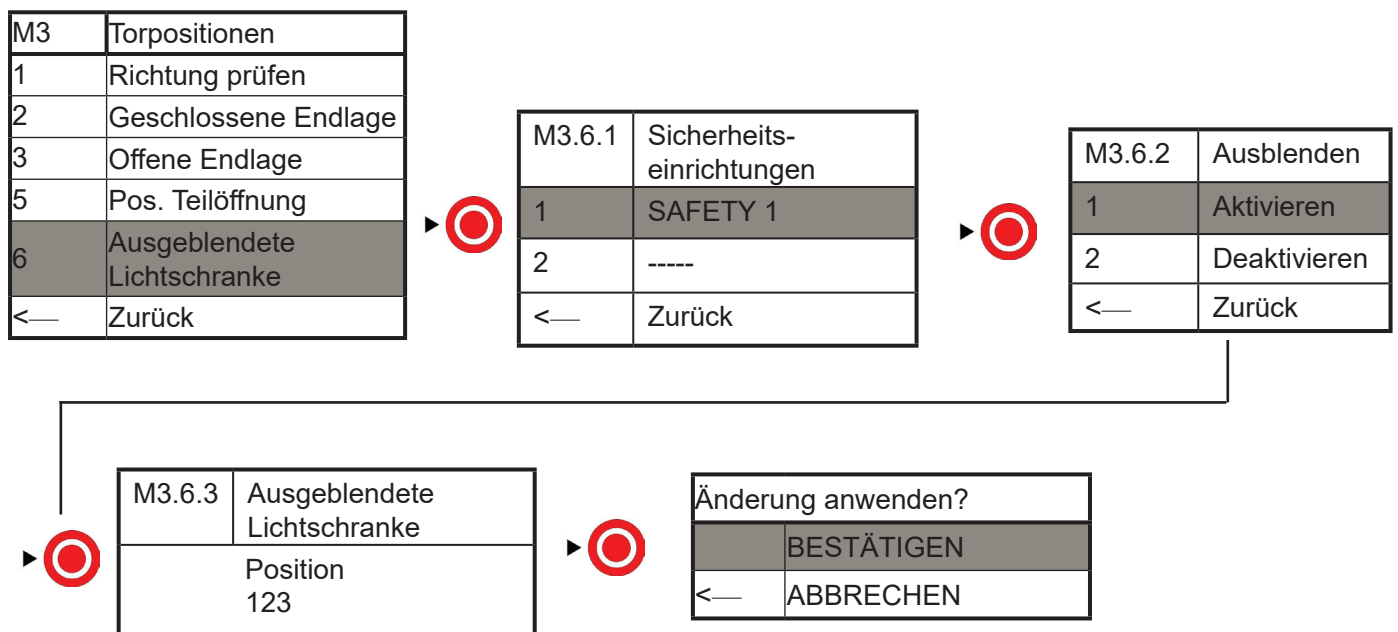 M3 Torpositionen
1 Richtung prüfen
2 Geschlossene Endlage
3 Offene Endlage
5 Pos. Teilöffnung
6 Ausgeblendete
Lichtschranke
<— Zurück
M3.6.1 Sicherheits-
einrichtungen
1 SAFETY 1
2 -----
<— Zurück
M3.6.2 Ausblenden
1 Aktivieren
2 Deaktivieren
<— Zurück
M3.6.3 Ausgeblendete
Lichtschranke
Position
123
Änderung anwenden?
BESTÄTIGEN
<— ABBRECHEN